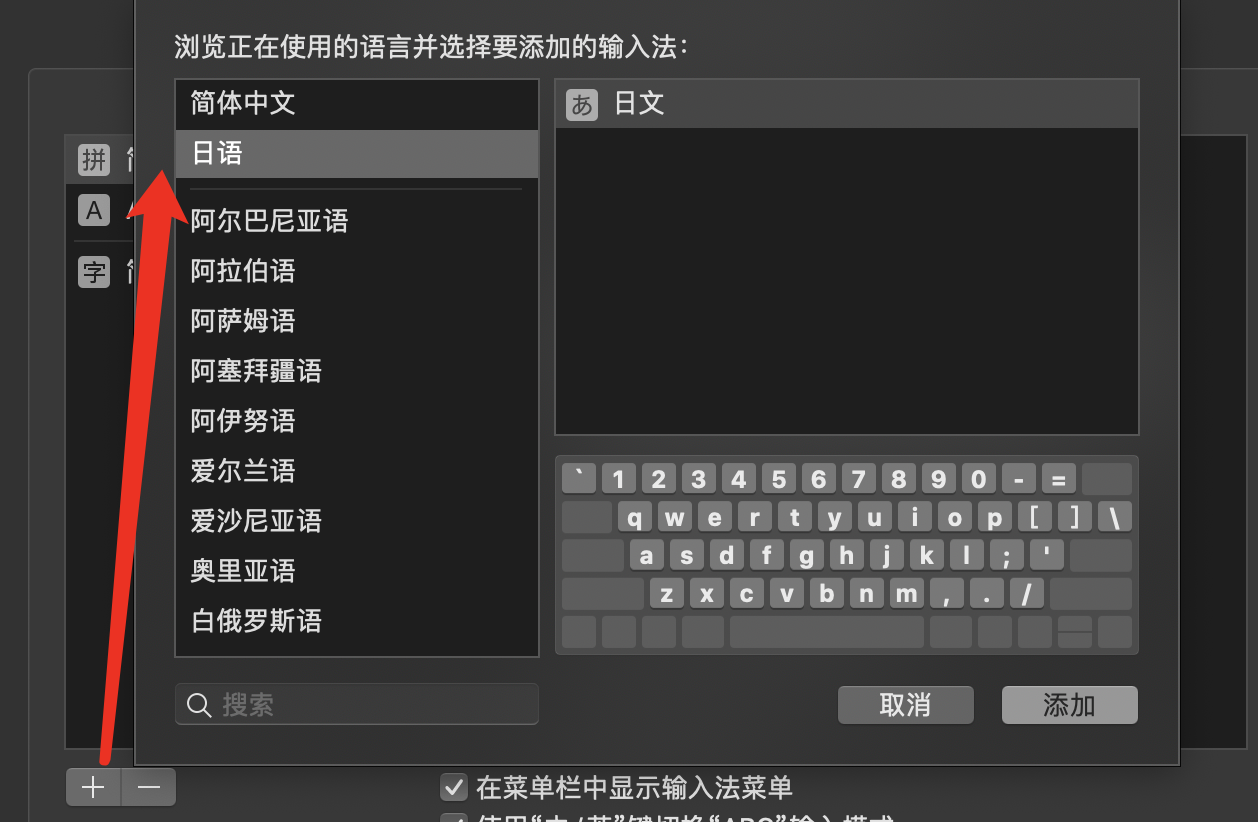 浏览正在使用的语言并选择要添加的输入法：
简体中文
日语
阿尔巴尼亚语
阿拉伯语
阿萨姆语
阿塞拜疆语
阿伊努语
爱尔兰语
爱沙尼亚语
奥里亚语
白俄罗斯语
あ 日文
拼
A
字
` 1 2 3 4 5 6 7 8 9 0 - =
q w e r t y u i o p [ ] \
a s d f g h j k l ; '
z x c v b n m , . /
搜索
取消 添加
在菜单栏中显示输入法菜单